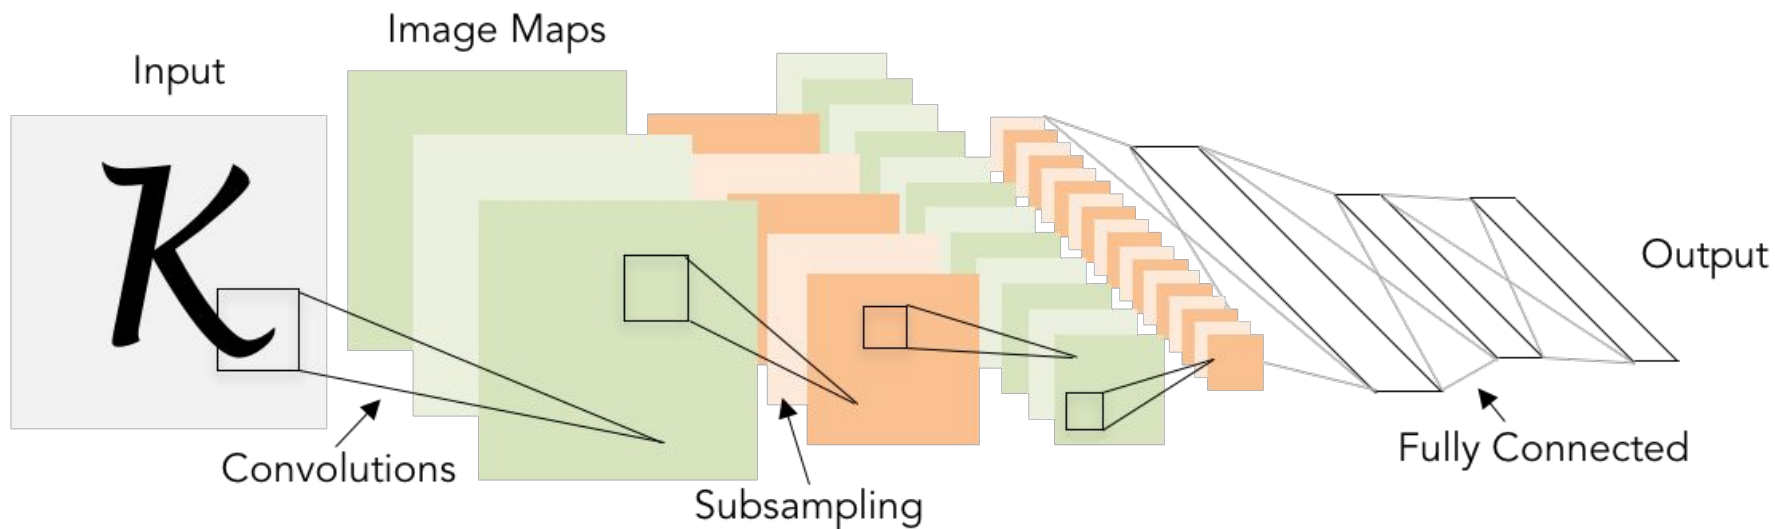 Image Maps
Input
K
Output
Convolutions
Subsampling
Fully Connected